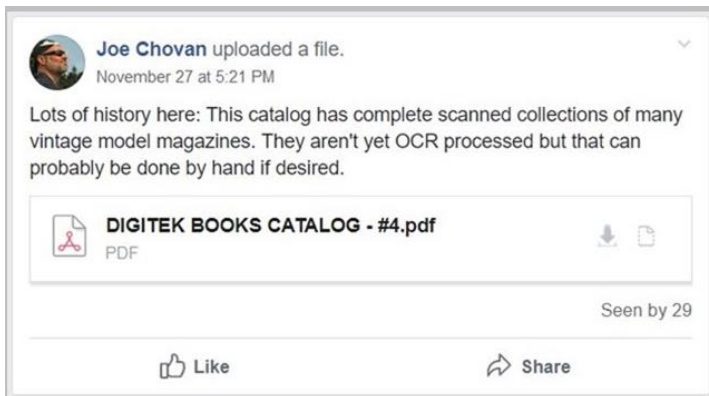 Joe Chovan uploaded a file.
November 27 at 5:21 PM
Lots of history here: This catalog has complete scanned collections of many
vintage model magazines. They aren't yet OCR processed but that can
probably be done by hand if desired.
DIGITEK BOOKS CATALOG - #4.pdf
PDF
Seen by 29
Like Share